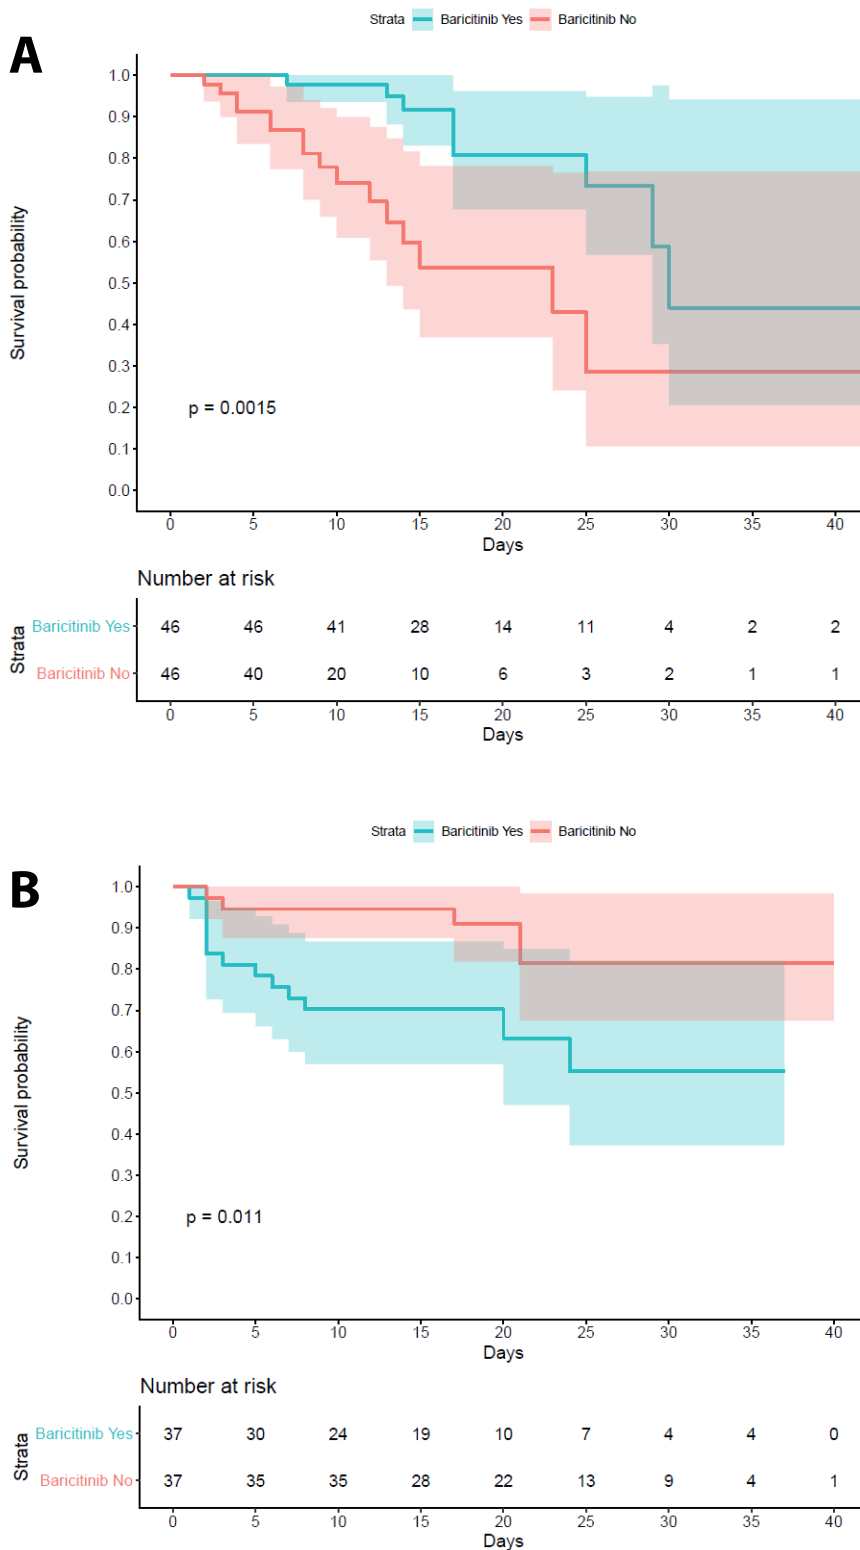 Strata Baricitinib Yes Baricitinib No
A
1.0
0.9
0.8
0.7
0.6
0.5
0.4
0.3
0.2
0.1
0.0
Survival probability
p = 0.0015
0 5 10 15 20 25 30 35 40
Days
Number at risk
Strata
Baricitinib Yes 46 46 41 28 14 11 4 2 2
Baricitinib No 46 40 20 10 6 3 2 1 1
0 5 10 15 20 25 30 35 40
Days
Strata Baricitinib Yes Baricitinib No
B
1.0
0.9
0.8
0.7
0.6
0.5
0.4
0.3
0.2
0.1
0.0
Survival probability
p = 0.011
0 5 10 15 20 25 30 35 40
Days
Number at risk
Strata
Baricitinib Yes 37 30 24 19 10 7 4 4 0
Baricitinib No 37 35 35 28 22 13 9 4 1
0 5 10 15 20 25 30 35 40
Days